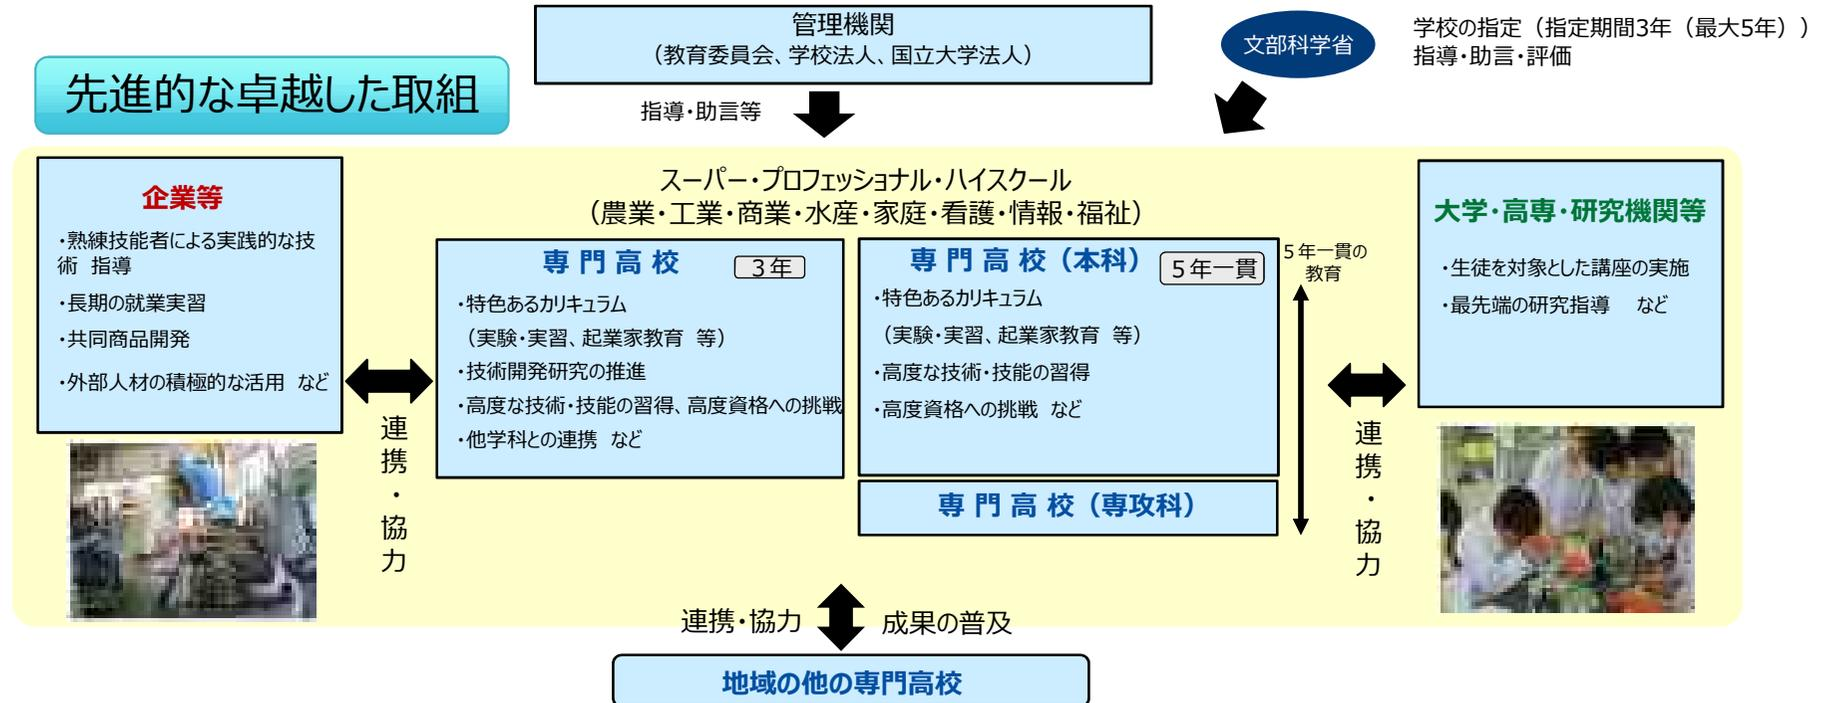 管理機関
（教育委員会、学校法人、国立大学法人）
文部科学省
学校の指定（指定期間3年（最大5年））
指導・助言・評価
先進的な卓越した取組
指導・助言等
スーパー・プロフェッショナル・ハイスクール
（農業・工業・商業・水産・家庭・看護・情報・福祉）
企業等
・熟練技能者による実践的な技
術　指導
・長期の就業実習
・共同商品開発
・外部人材の積極的な活用　など
連携・協力
専 門 高 校
３年
・特色あるカリキュラム
（実験・実習、起業家教育　等）
・技術開発研究の推進
・高度な技術・技能の習得、高度資格への挑戦
・他学科との連携　など
専 門 高 校（本科）
５年一貫
・特色あるカリキュラム
（実験・実習、起業家教育　等）
・高度な技術・技能の習得
・高度資格への挑戦　など
専 門 高 校（専攻科）
５年一貫の
教育
連携・協力
大学・高専・研究機関等
・生徒を対象とした講座の実施
・最先端の研究指導　など
連携・協力
成果の普及
地域の他の専門高校